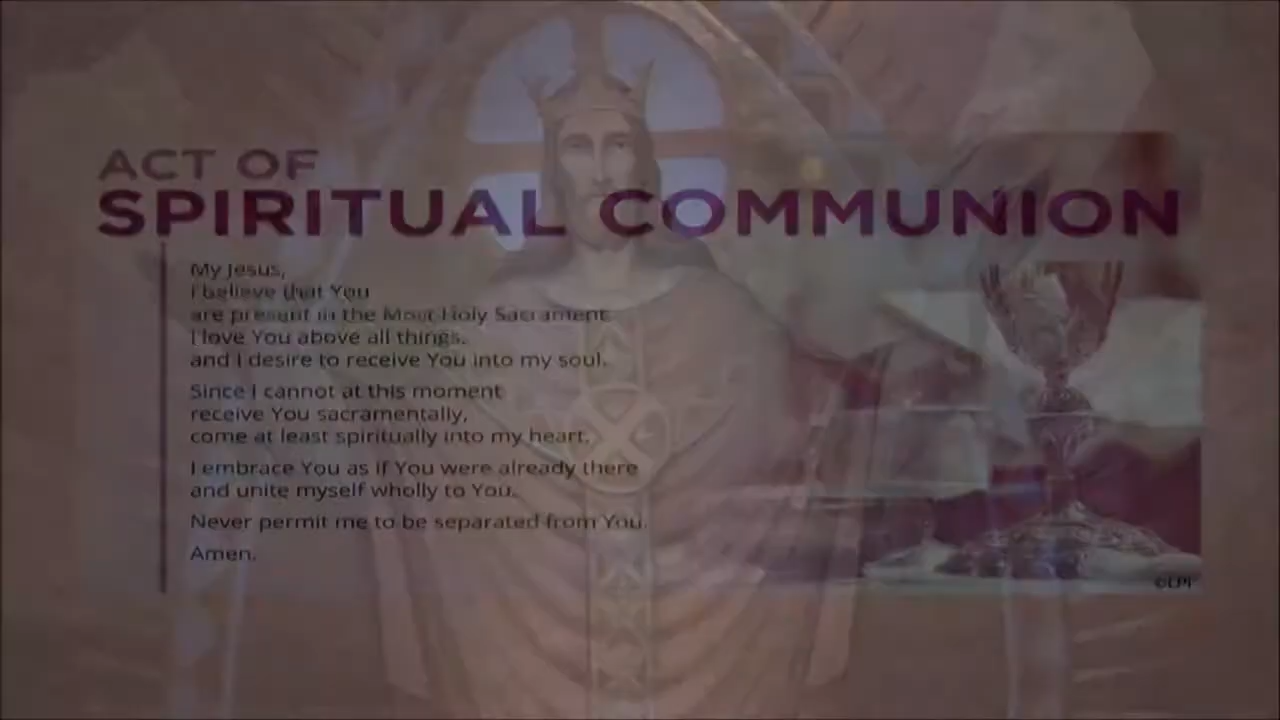 ACT OF
SPIRITUAL COMMUNION
My Jesus,
I believe that You
are present in the Most Holy Sacrament.
I love You above all things.
and I desire to receive You into my soul.
Since I cannot at this moment
receive You sacramentally,
come at least spiritually into my heart.
I embrace You as if You were already there
and unite myself wholly to You.
Never permit me to be separated from You.
Amen.
©LPi